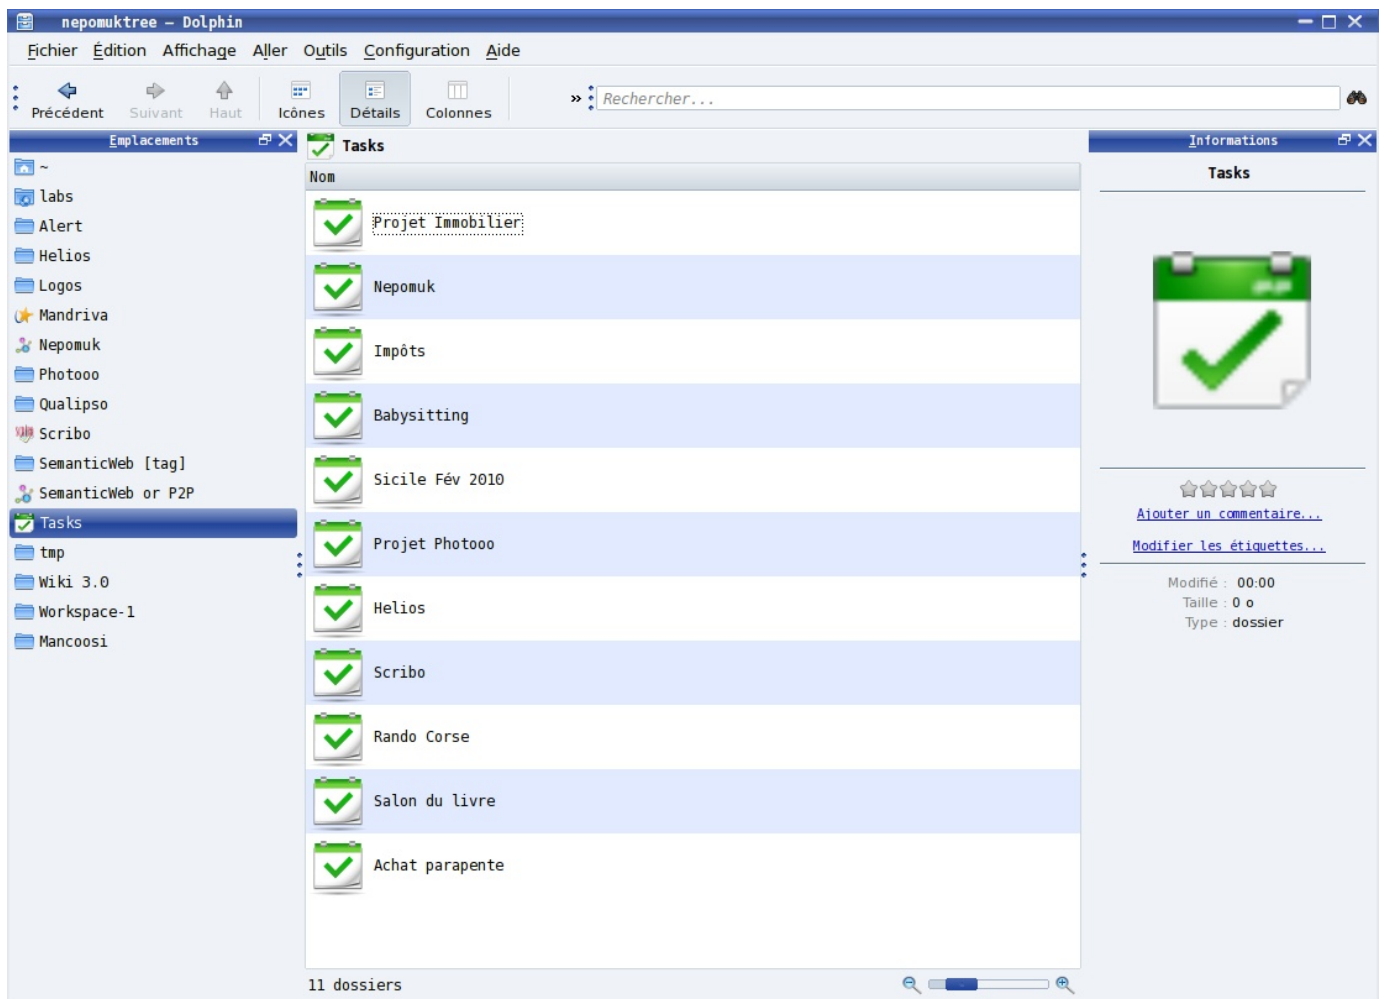 nepomuktree – Dolphin
Fichier Édition Affichage Aller Outils Configuration Aide
Précédent Suivant Haut Icônes Détails Colonnes » Rechercher...
Emplacements
~
labs
Alert
Helios
Logos
Mandriva
Nepomuk
Photooo
Qualipso
Scribo
SemanticWeb [tag]
SemanticWeb or P2P
Tasks
tmp
Wiki 3.0
Workspace-1
Mancoosi
Tasks
Nom
Projet Immobilier
Nepomuk
Impôts
Babysitting
Sicile Fév 2010
Projet Photooo
Helios
Scribo
Rando Corse
Salon du livre
Achat parapente
11 dossiers
Informations
Tasks
Ajouter un commentaire...
Modifier les étiquettes...
Modifié : 00:00
Taille : 0 o
Type : dossier